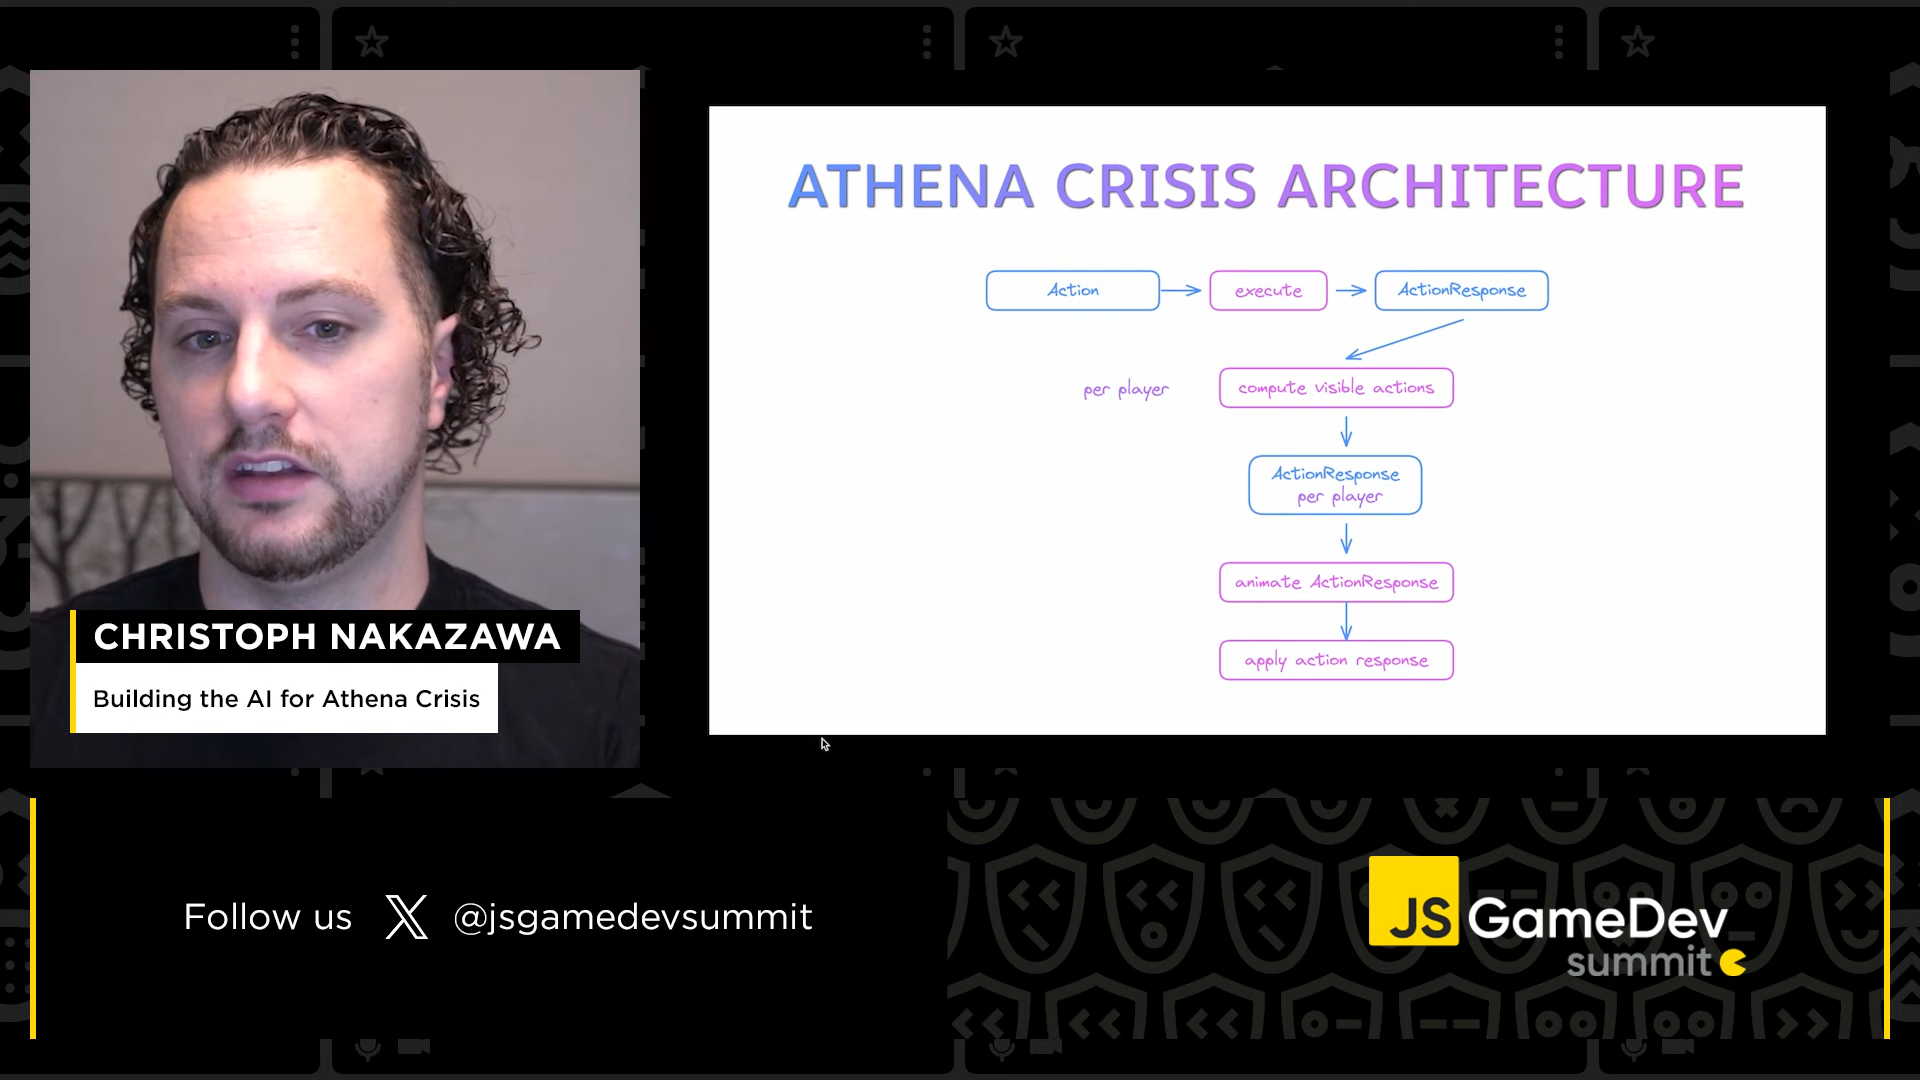 ATHENA CRISIS ARCHITECTURE
Action
execute
ActionResponse
per player
compute visible actions
ActionResponse
per player
animate ActionResponse
apply action response
CHRISTOPH NAKAZAWA
Building the AI for Athena Crisis
Follow us
@jsgamedevsummit
JS GameDev
summit